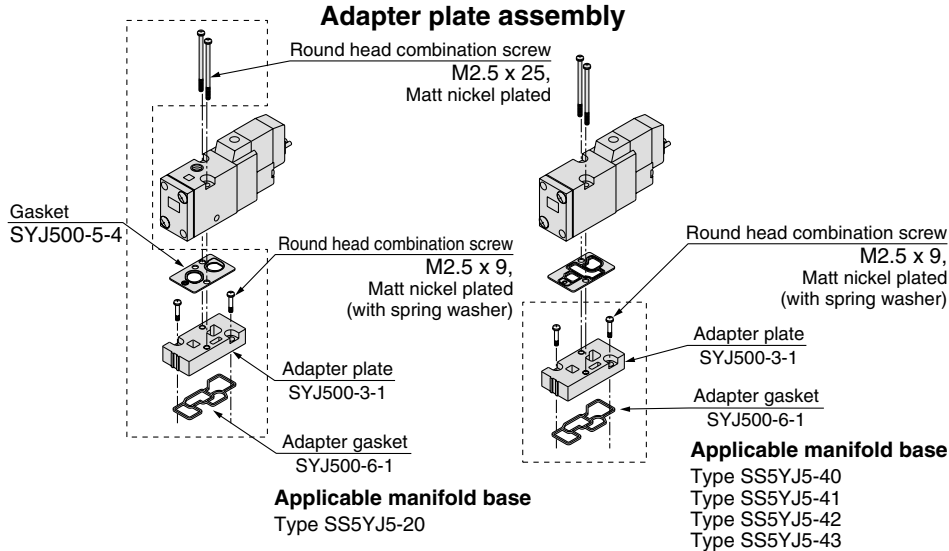 Adapter plate assembly
Round head combination screw
M2.5 x 25,
Matt nickel plated
Gasket
SYJ500-5-4
Round head combination screw
M2.5 x 9,
Matt nickel plated
(with spring washer)
Adapter plate
SYJ500-3-1
Adapter gasket
SYJ500-6-1
Applicable manifold base
Type SS5YJ5-20
Round head combination screw
M2.5 x 9,
Matt nickel plated
(with spring washer)
Adapter plate
SYJ500-3-1
Adapter gasket
SYJ500-6-1
Applicable manifold base
Type SS5YJ5-40
Type SS5YJ5-41
Type SS5YJ5-42
Type SS5YJ5-43